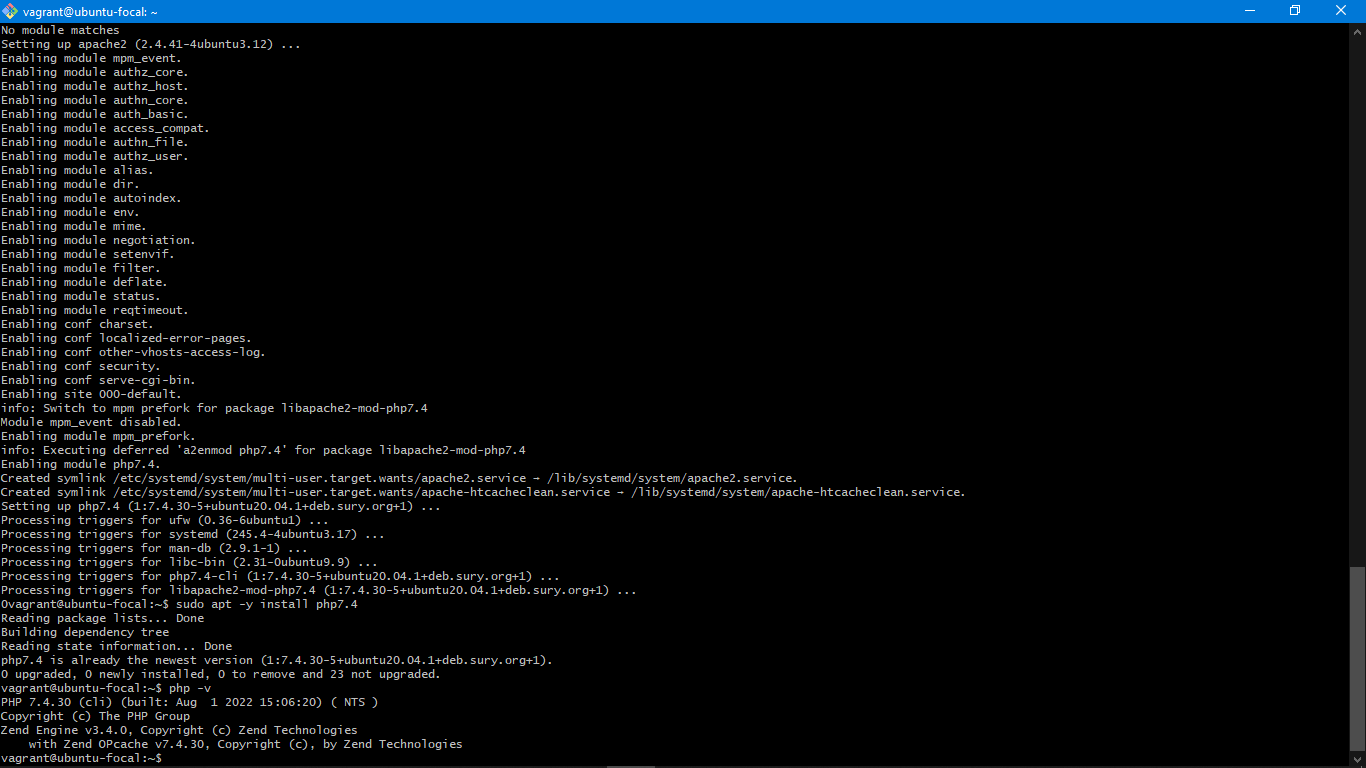 vagrant@ubuntu-focal: ~
No module matches
Setting up apache2 (2.4.41-4ubuntu3.12) ...
Enabling module mpm_event.
Enabling module authz_core.
Enabling module authz_host.
Enabling module authn_core.
Enabling module auth_basic.
Enabling module access_compat.
Enabling module authn_file.
Enabling module authz_user.
Enabling module alias.
Enabling module dir.
Enabling module autoindex.
Enabling module env.
Enabling module mime.
Enabling module negotiation.
Enabling module setenvif.
Enabling module filter.
Enabling module deflate.
Enabling module status.
Enabling module reqtimeout.
Enabling conf charset.
Enabling conf localized-error-pages.
Enabling conf other-vhosts-access-log.
Enabling conf security.
Enabling conf serve-cgi-bin.
Enabling site 000-default.
info: Switch to mpm prefork for package libapache2-mod-php7.4
Module mpm_event disabled.
Enabling module mpm_prefork.
info: Executing deferred 'a2enmod php7.4' for package libapache2-mod-php7.4
Enabling module php7.4.
Created symlink /etc/systemd/system/multi-user.target.wants/apache2.service → /lib/systemd/system/apache2.service.
Created symlink /etc/systemd/system/multi-user.target.wants/apache-htcacheclean.service → /lib/systemd/system/apache-htcacheclean.service.
Setting up php7.4 (1:7.4.30-5+ubuntu20.04.1+deb.sury.org+1) ...
Processing triggers for ufw (0.36-6ubuntu1) ...
Processing triggers for systemd (245.4-4ubuntu3.17) ...
Processing triggers for man-db (2.9.1-1) ...
Processing triggers for libc-bin (2.31-0ubuntu9.9) ...
Processing triggers for php7.4-cli (1:7.4.30-5+ubuntu20.04.1+deb.sury.org+1) ...
Processing triggers for libapache2-mod-php7.4 (1:7.4.30-5+ubuntu20.04.1+deb.sury.org+1) ...
0vagrant@ubuntu-focal:~$ sudo apt -y install php7.4
Reading package lists... Done
Building dependency tree
Reading state information... Done
php7.4 is already the newest version (1:7.4.30-5+ubuntu20.04.1+deb.sury.org+1).
0 upgraded, 0 newly installed, 0 to remove and 23 not upgraded.
vagrant@ubuntu-focal:~$ php -v
PHP 7.4.30 (cli) (built: Aug  1 2022 15:06:20) ( NTS )
Copyright (c) The PHP Group
Zend Engine v3.4.0, Copyright (c) Zend Technologies
    with Zend OPcache v7.4.30, Copyright (c), by Zend Technologies
vagrant@ubuntu-focal:~$